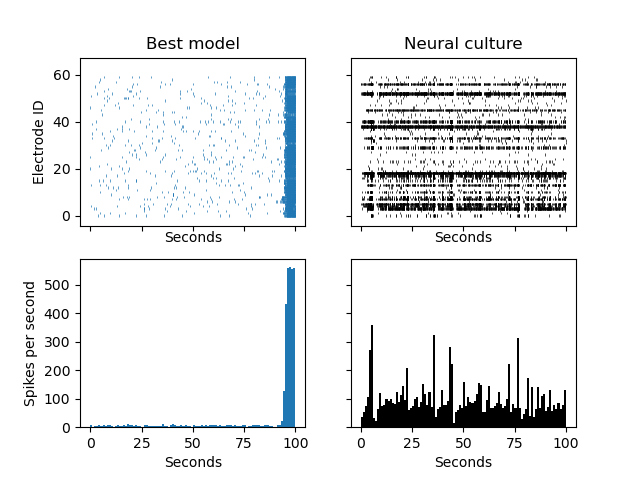 Best model
Neural culture
Electrode ID
60
40
20
0
Seconds
Seconds
Spikes per second
500
400
300
200
100
0
0 25 50 75 100
0 25 50 75 100
Seconds
Seconds